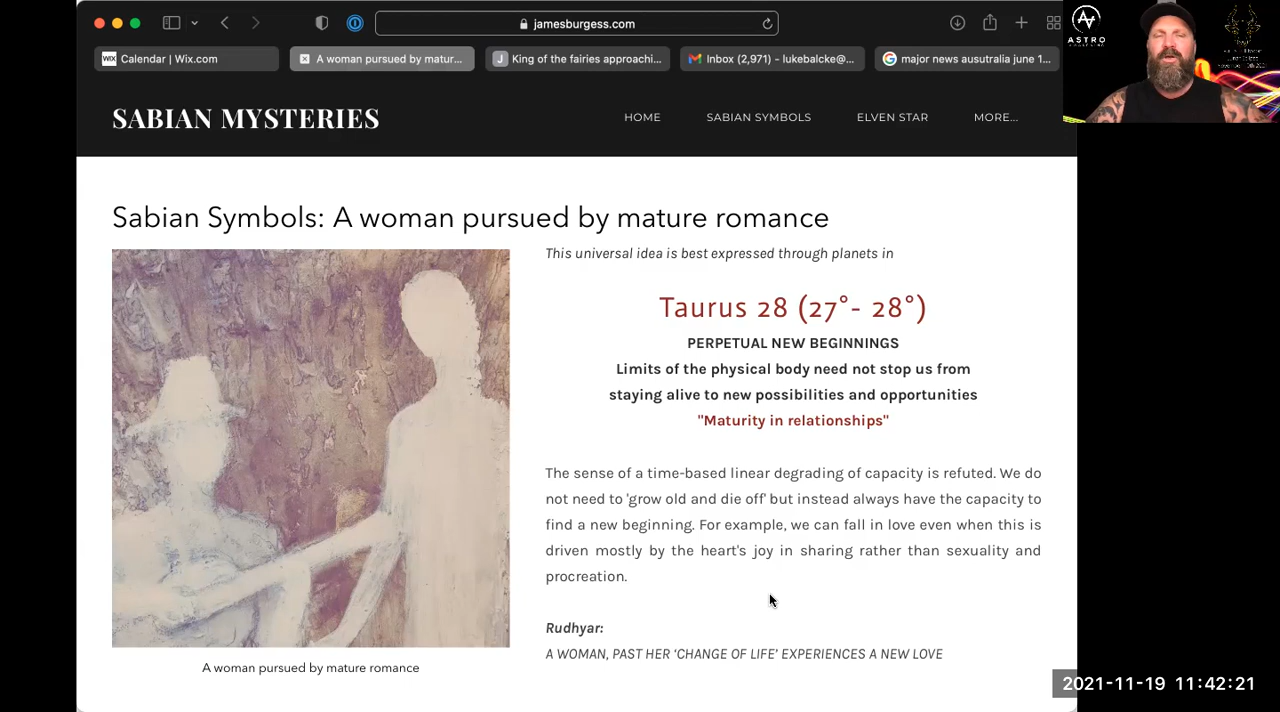 jamesburgess.com
Calendar | Wix.com
A woman pursued by matur...
King of the fairies approachi...
Inbox (2,971) – lukebalcke@...
major news ausutralia june 1...
ASTRO
SABIAN MYSTERIES
HOME
SABIAN SYMBOLS
ELVEN STAR
MORE...
Sabian Symbols: A woman pursued by mature romance
This universal idea is best expressed through planets in
Taurus 28 (27°- 28°)
PERPETUAL NEW BEGINNINGS
Limits of the physical body need not stop us from
staying alive to new possibilities and opportunities
"Maturity in relationships"
The sense of a time-based linear degrading of capacity is refuted. We do
not need to 'grow old and die off' but instead always have the capacity to
find a new beginning. For example, we can fall in love even when this is
driven mostly by the heart's joy in sharing rather than sexuality and
procreation.
Rudhyar:
A WOMAN, PAST HER ‘CHANGE OF LIFE’ EXPERIENCES A NEW LOVE
A woman pursued by mature romance
2021-11-19 11:42:21